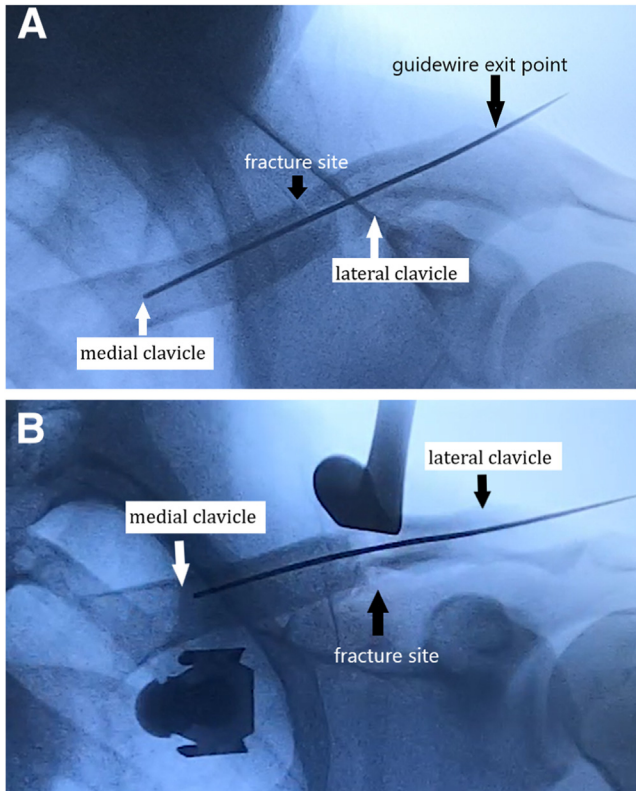 A
guidewire exit point
fracture site
lateral clavicle
medial clavicle
B
lateral clavicle
medial clavicle
fracture site